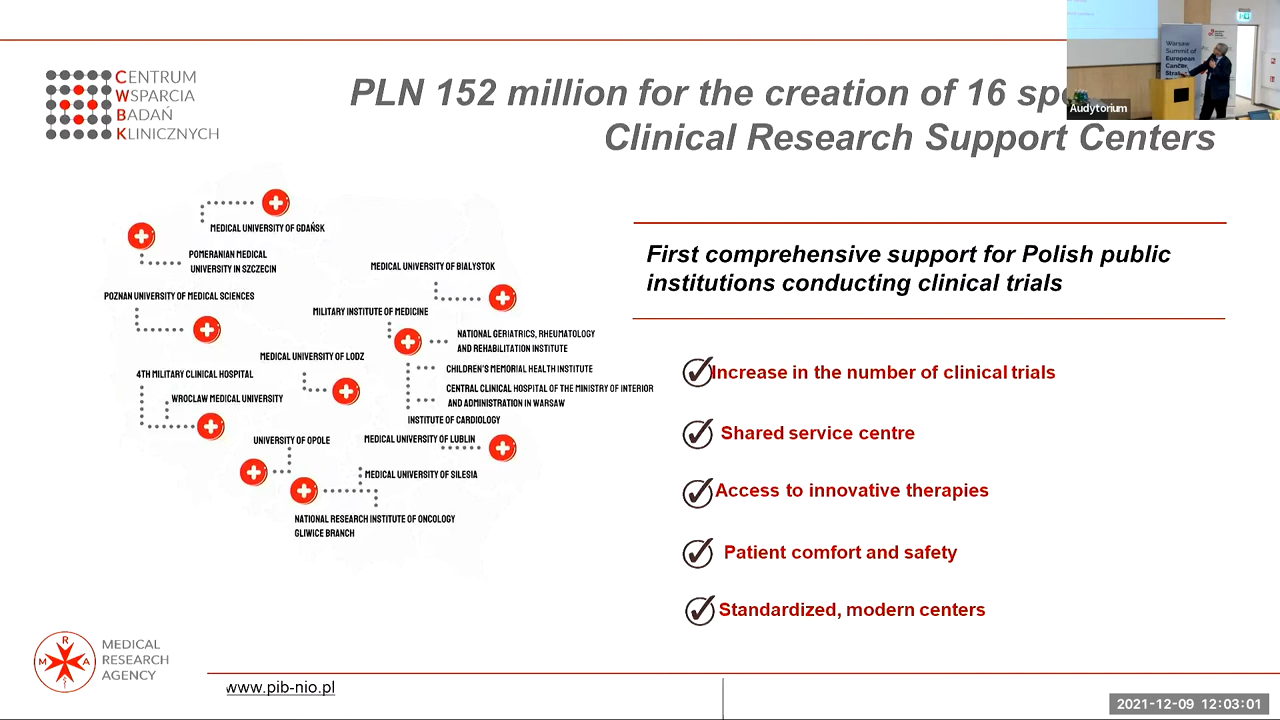 CENTRUM
WSPARCIA
BADAŃ
KLINICZNYCH
PLN 152 million for the creation of 16
Clinical Research Support Centers
Warsaw
Summit of
European
Cancer
Audytorium
MEDICAL UNIVERSITY OF GDAŃSK
POMERANIAN MEDICAL
UNIVERSITY IN SZCZECIN
MEDICAL UNIVERSITY OF BIALYSTOK
POZNAN UNIVERSITY OF MEDICAL SCIENCES
MILITARY INSTITUTE OF MEDICINE
NATIONAL GERIATRICS, RHEUMATOLOGY
AND REHABILITATION INSTITUTE
MEDICAL UNIVERSITY OF LODZ
CHILDREN'S MEMORIAL HEALTH INSTITUTE
4TH MILITARY CLINICAL HOSPITAL
CENTRAL CLINICAL HOSPITAL OF THE MINISTRY OF INTERIOR
AND ADMINISTRATION IN WARSAW
WROCLAW MEDICAL UNIVERSITY
INSTITUTE OF CARDIOLOGY
UNIVERSITY OF OPOLE
MEDICAL UNIVERSITY OF LUBLIN
MEDICAL UNIVERSITY OF SILESIA
NATIONAL RESEARCH INSTITUTE OF ONCOLOGY
GLIWICE BRANCH
First comprehensive support for Polish public
institutions conducting clinical trials
Increase in the number of clinical trials
Shared service centre
Access to innovative therapies
Patient comfort and safety
Standardized, modern centers
R
M A
MEDICAL
RESEARCH
AGENCY
www.pib-nio.pl
2021-12-09 12:03:01